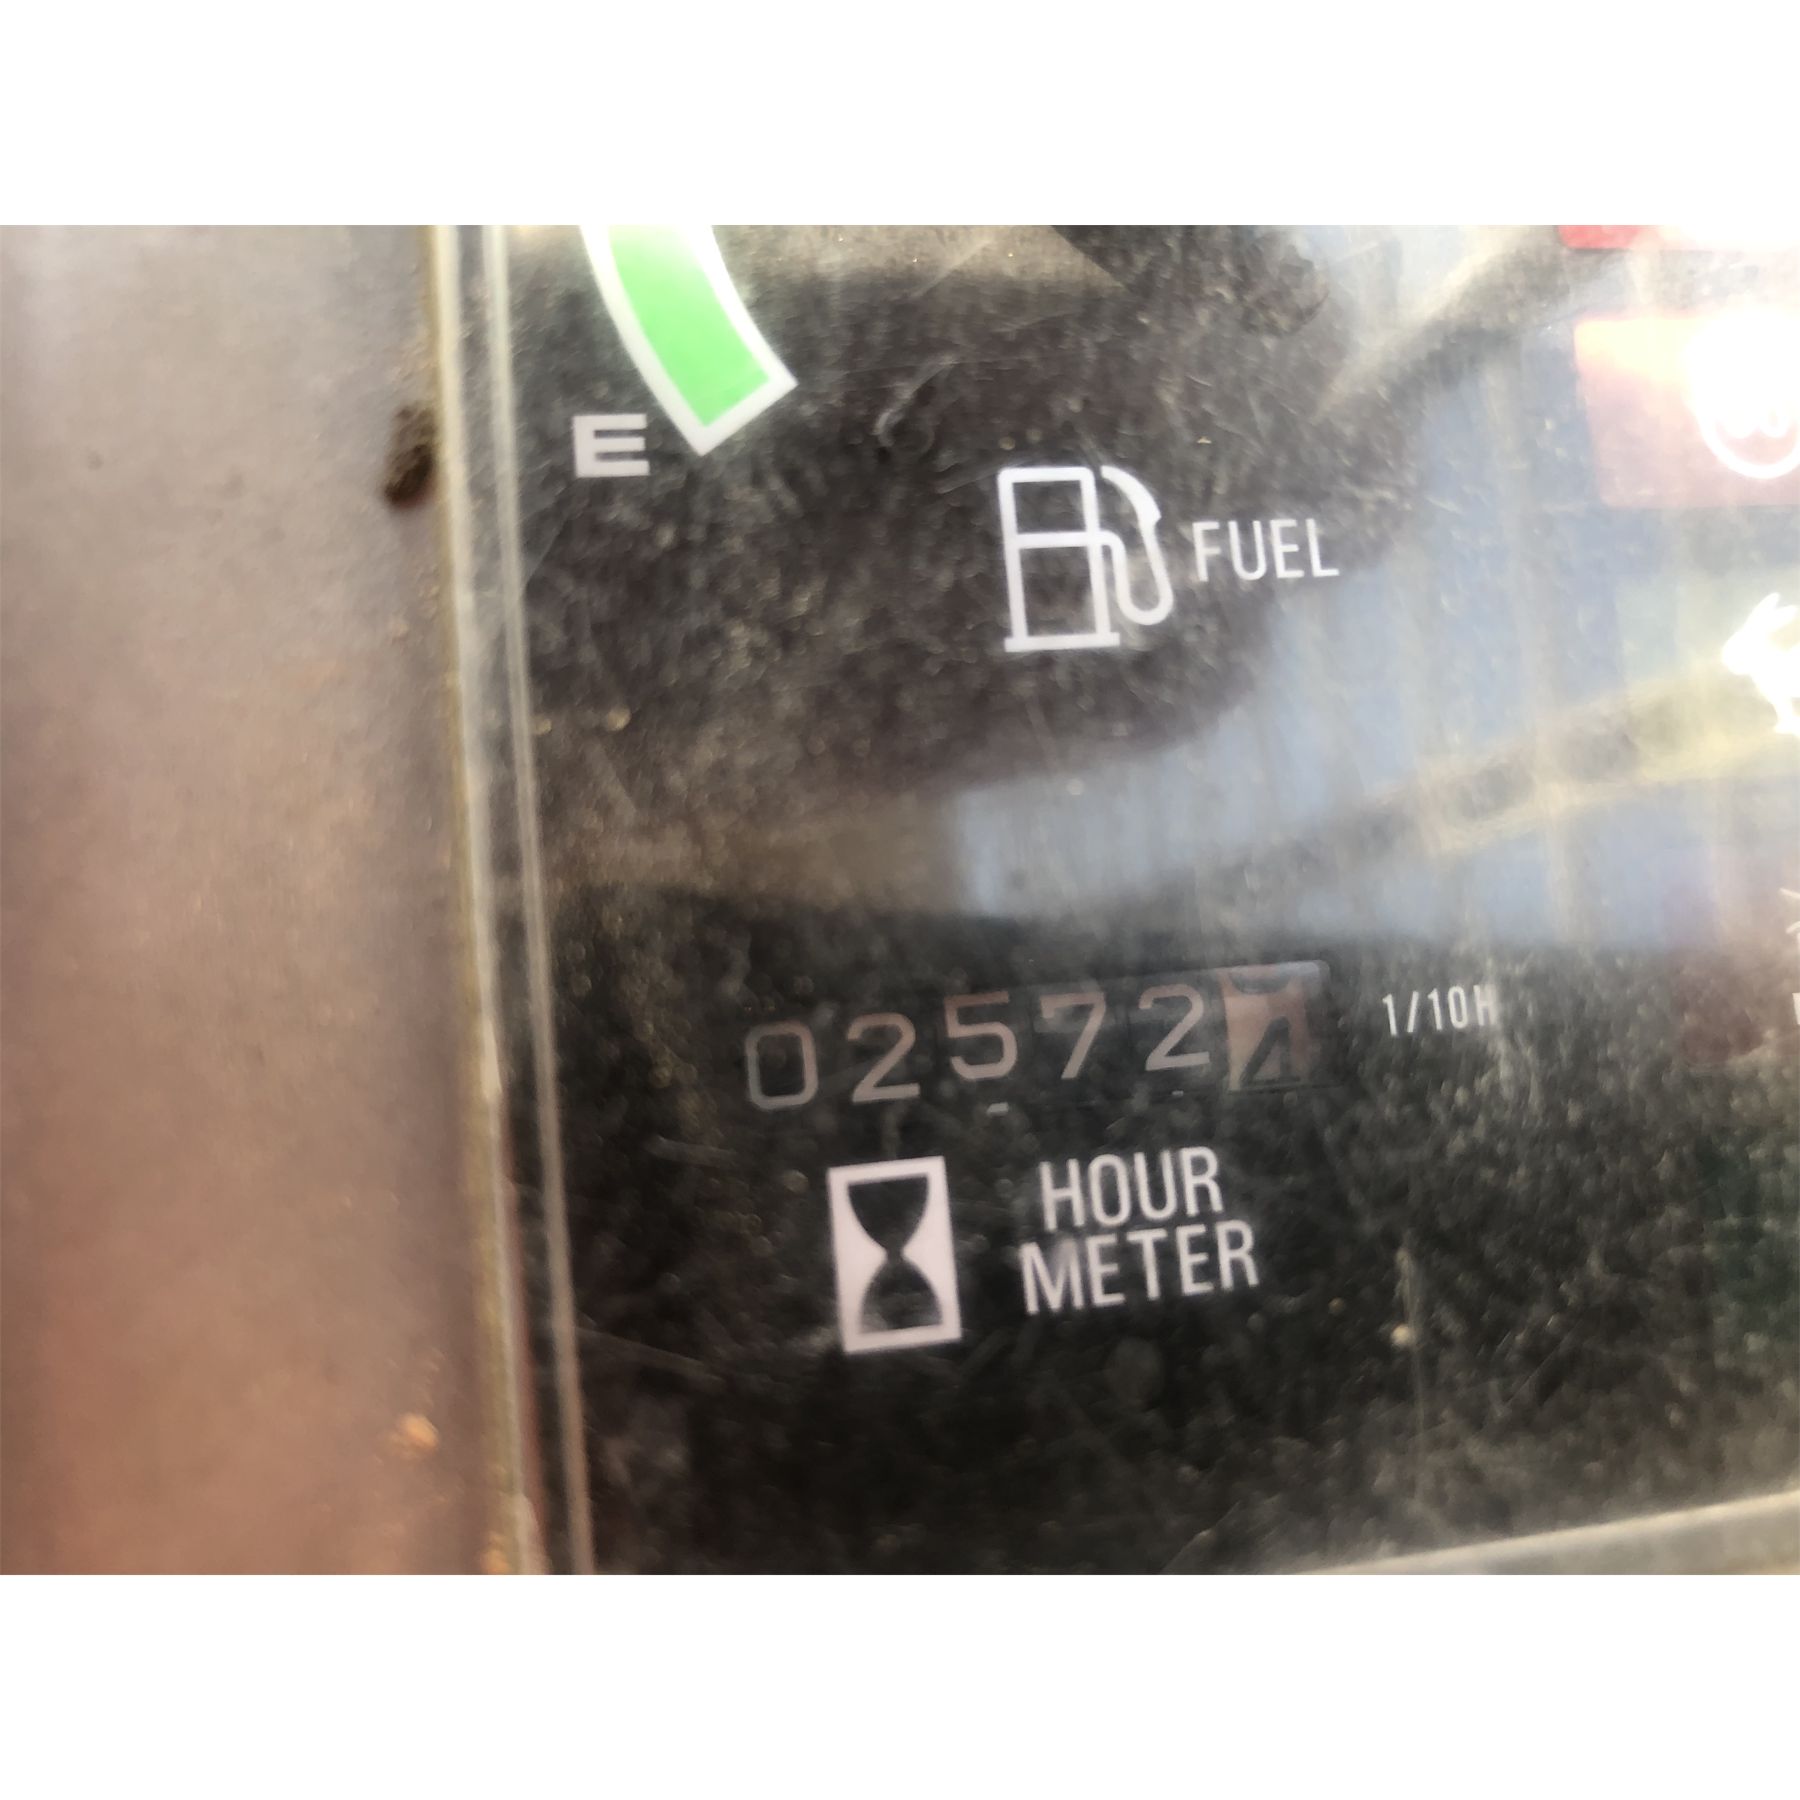 E
FUEL
02572 1/10H
HOUR
METER